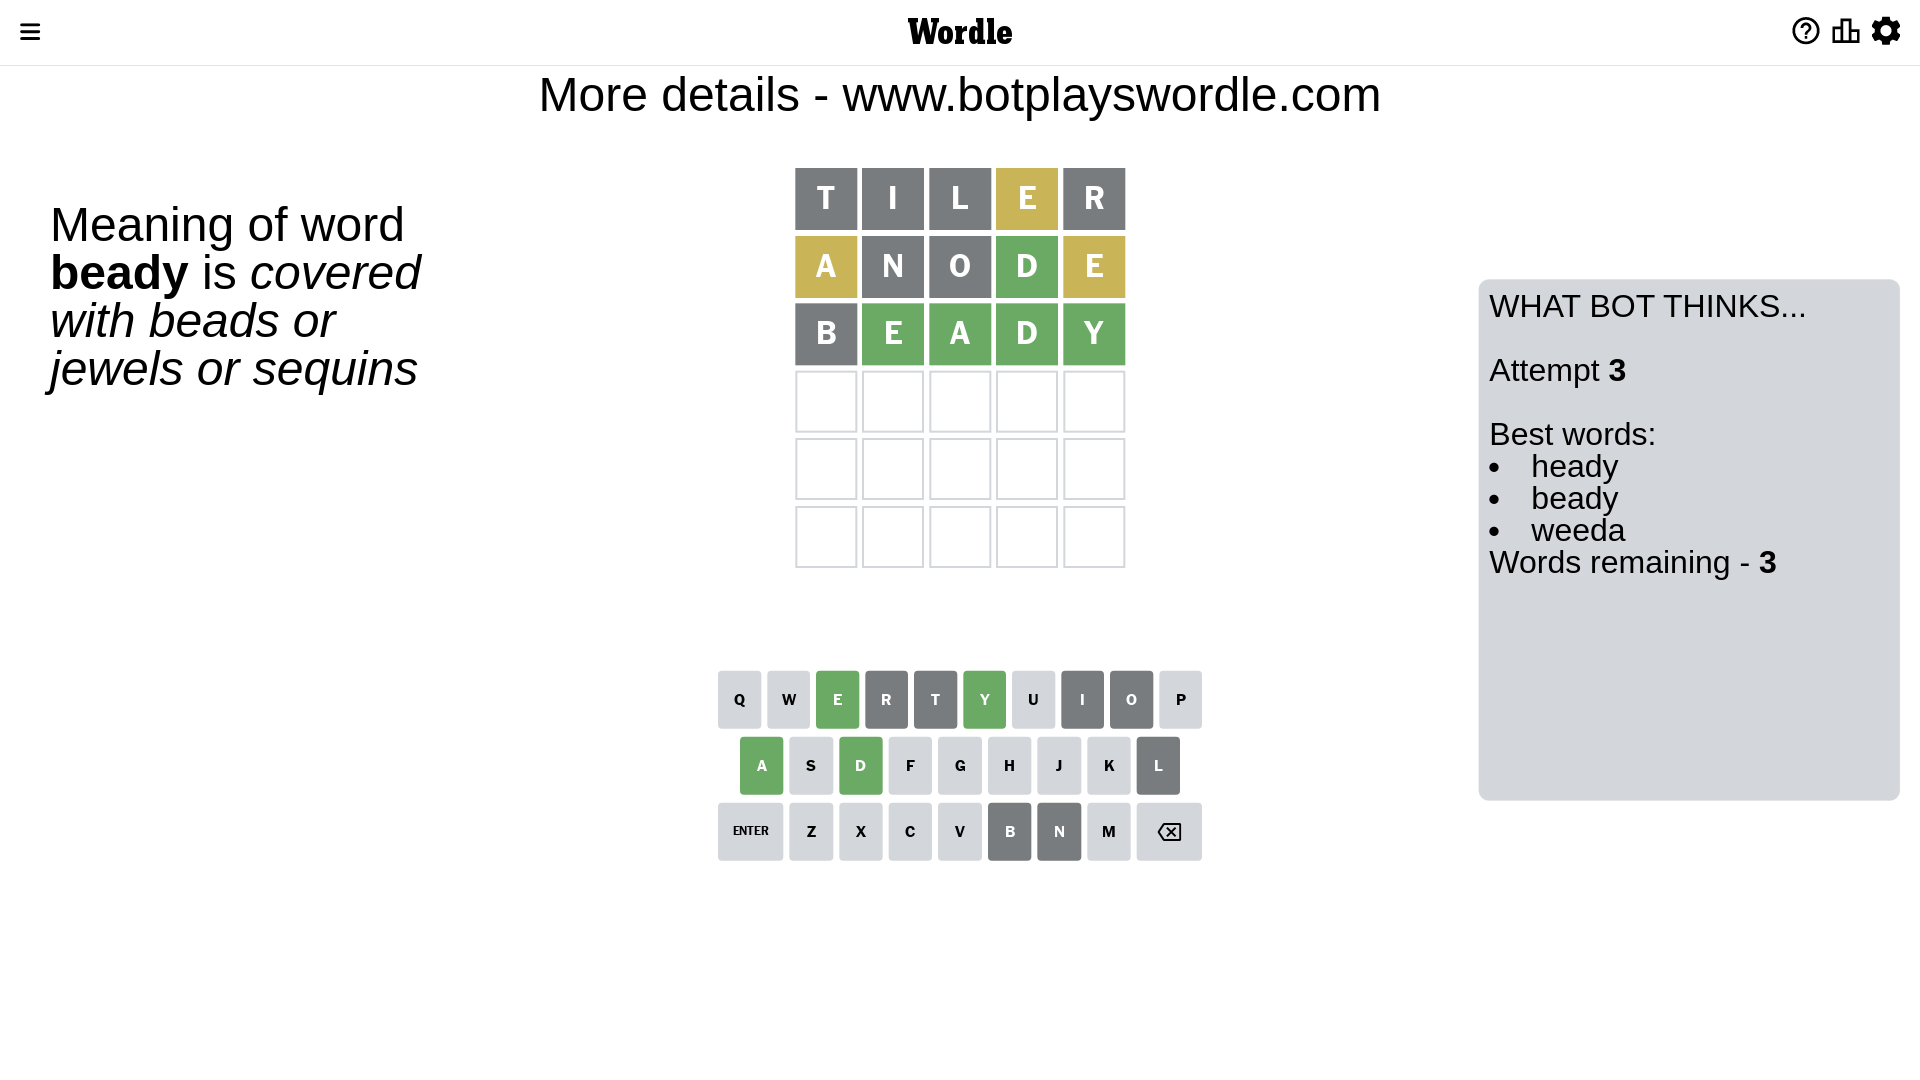 Wordle
More details - www.botplayswordle.com
Meaning of word
beady is covered
with beads or
jewels or sequins
T I L E R
A N O D E
B E A D Y
WHAT BOT THINKS...
Attempt 3
Best words:
• heady
• beady
• weeda
Words remaining - 3
Q W E R T Y U I O P
A S D F G H J K L
ENTER Z X C V B N M